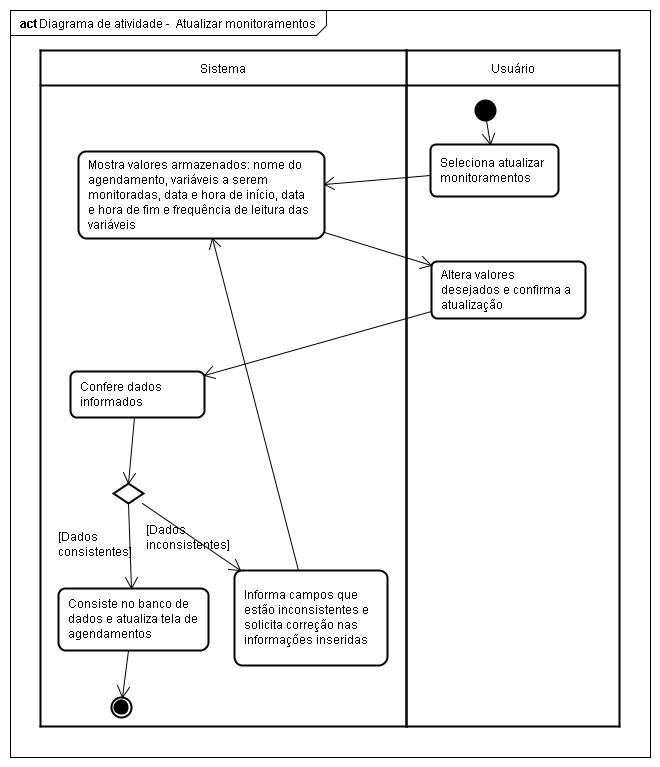 act Diagrama de atividade -  Atualizar monitoramentos
Sistema
Usuário
Seleciona atualizar
monitoramentos
Mostra valores armazenados: nome do
agendamento, variáveis a serem
monitoradas, data e hora de início, data
e hora de fim e frequência de leitura das
variáveis
Altera valores
desejados e confirma a
atualização
Confere dados
informados
[Dados
consistentes]
[Dados
inconsistentes]
Consiste no banco de
dados e atualiza tela de
agendamentos
Informa campos que
estão inconsistentes e
solicita correção nas
informações inseridas